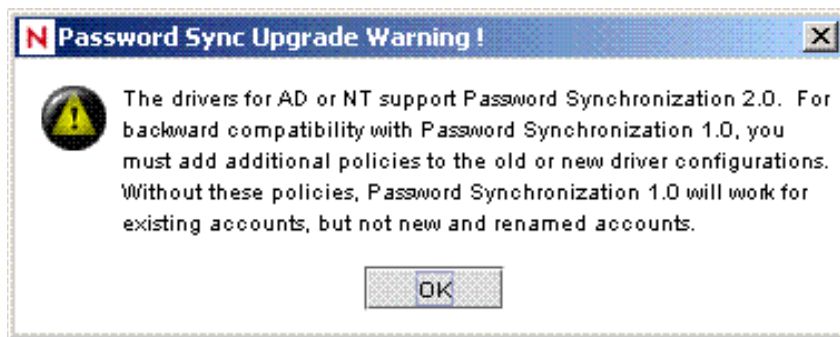 N Password Sync Upgrade Warning !
The drivers for AD or NT support Password Synchronization 2.0. For
backward compatibility with Password Synchronization 1.0, you
must add additional policies to the old or new driver configurations.
Without these policies, Password Synchronization 1.0 will work for
existing accounts, but not new and renamed accounts.
OK